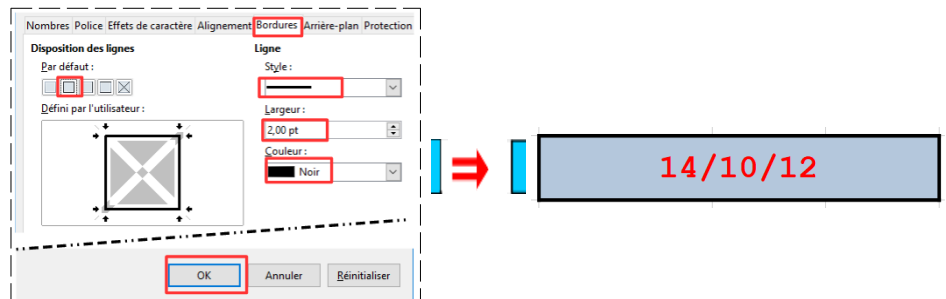 Nombres Police Effets de caractère Alignement Bordures Arrière-plan Protection
Disposition des lignes
Par défaut :
Défini par l'utilisateur :
Ligne
Style :
Largeur :
2,00 pt
Couleur :
Noir
OK Annuler Réinitialiser
14/10/12